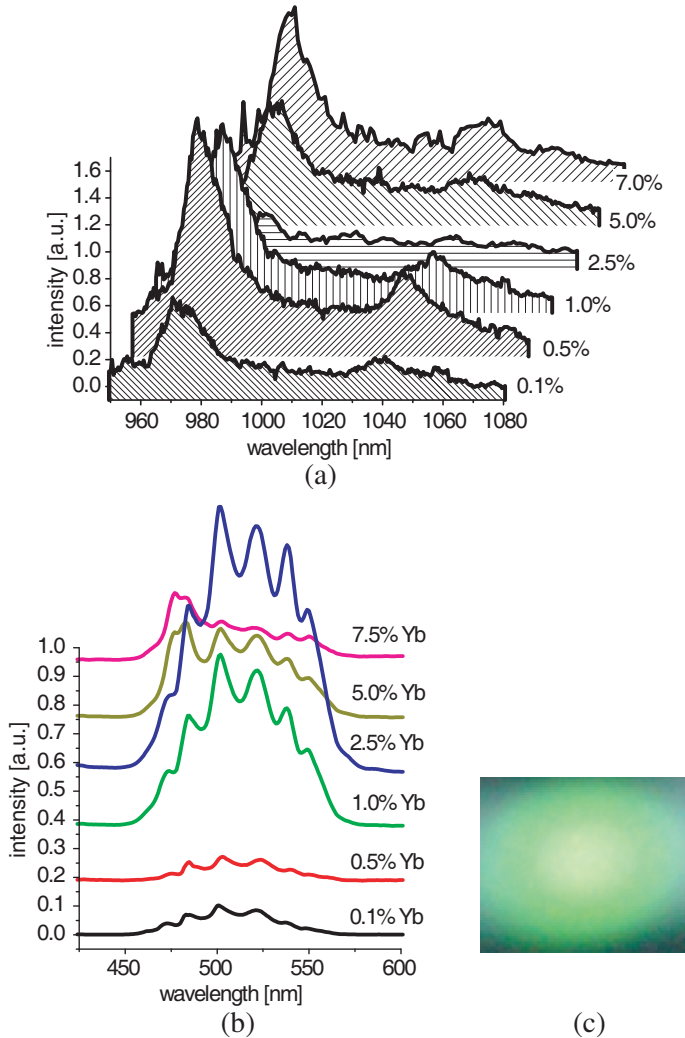 intensity [a.u.]
1.6
1.4
1.2
1.0
0.8
0.6
0.4
0.2
0.0
7.0%
5.0%
2.5%
1.0%
0.5%
0.1%
960 980 1000 1020 1040 1060 1080
wavelength [nm]
(a)
intensity [a.u.]
1.0
0.9
0.8
0.7
0.6
0.5
0.4
0.3
0.2
0.1
0.0
7.5% Yb
5.0% Yb
2.5% Yb
1.0% Yb
0.5% Yb
0.1% Yb
450 500 550 600
wavelength [nm]
(b) (c)